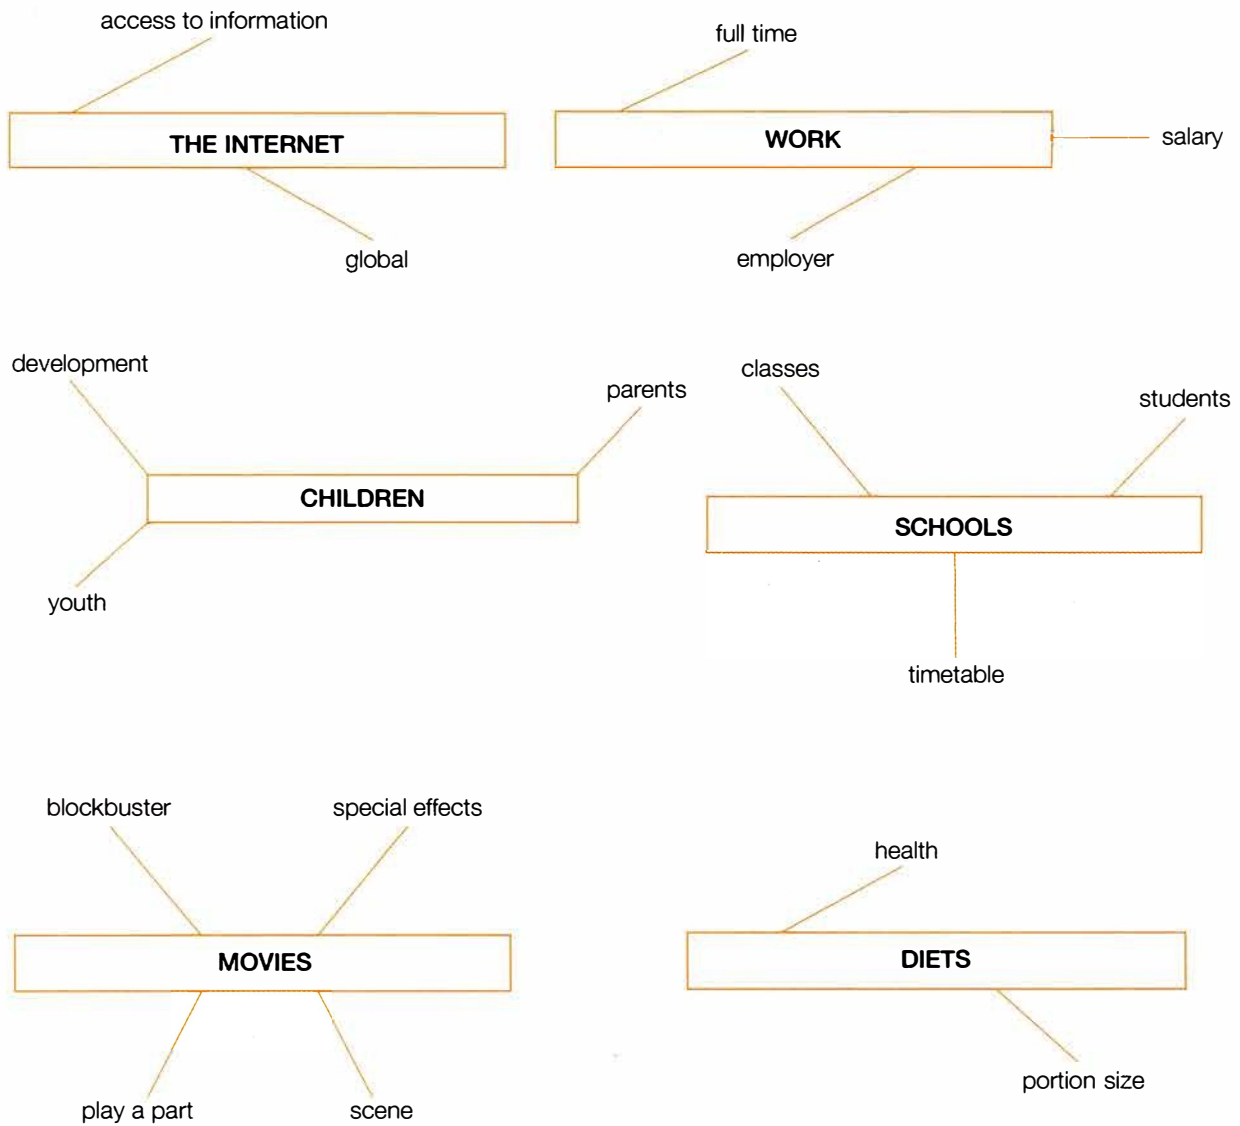 access to information
THE INTERNET
global
full time
WORK
salary
employer
development
parents
CHILDREN
youth
classes
students
SCHOOLS
timetable
blockbuster
special effects
MOVIES
play a part
scene
health
DIETS
portion size